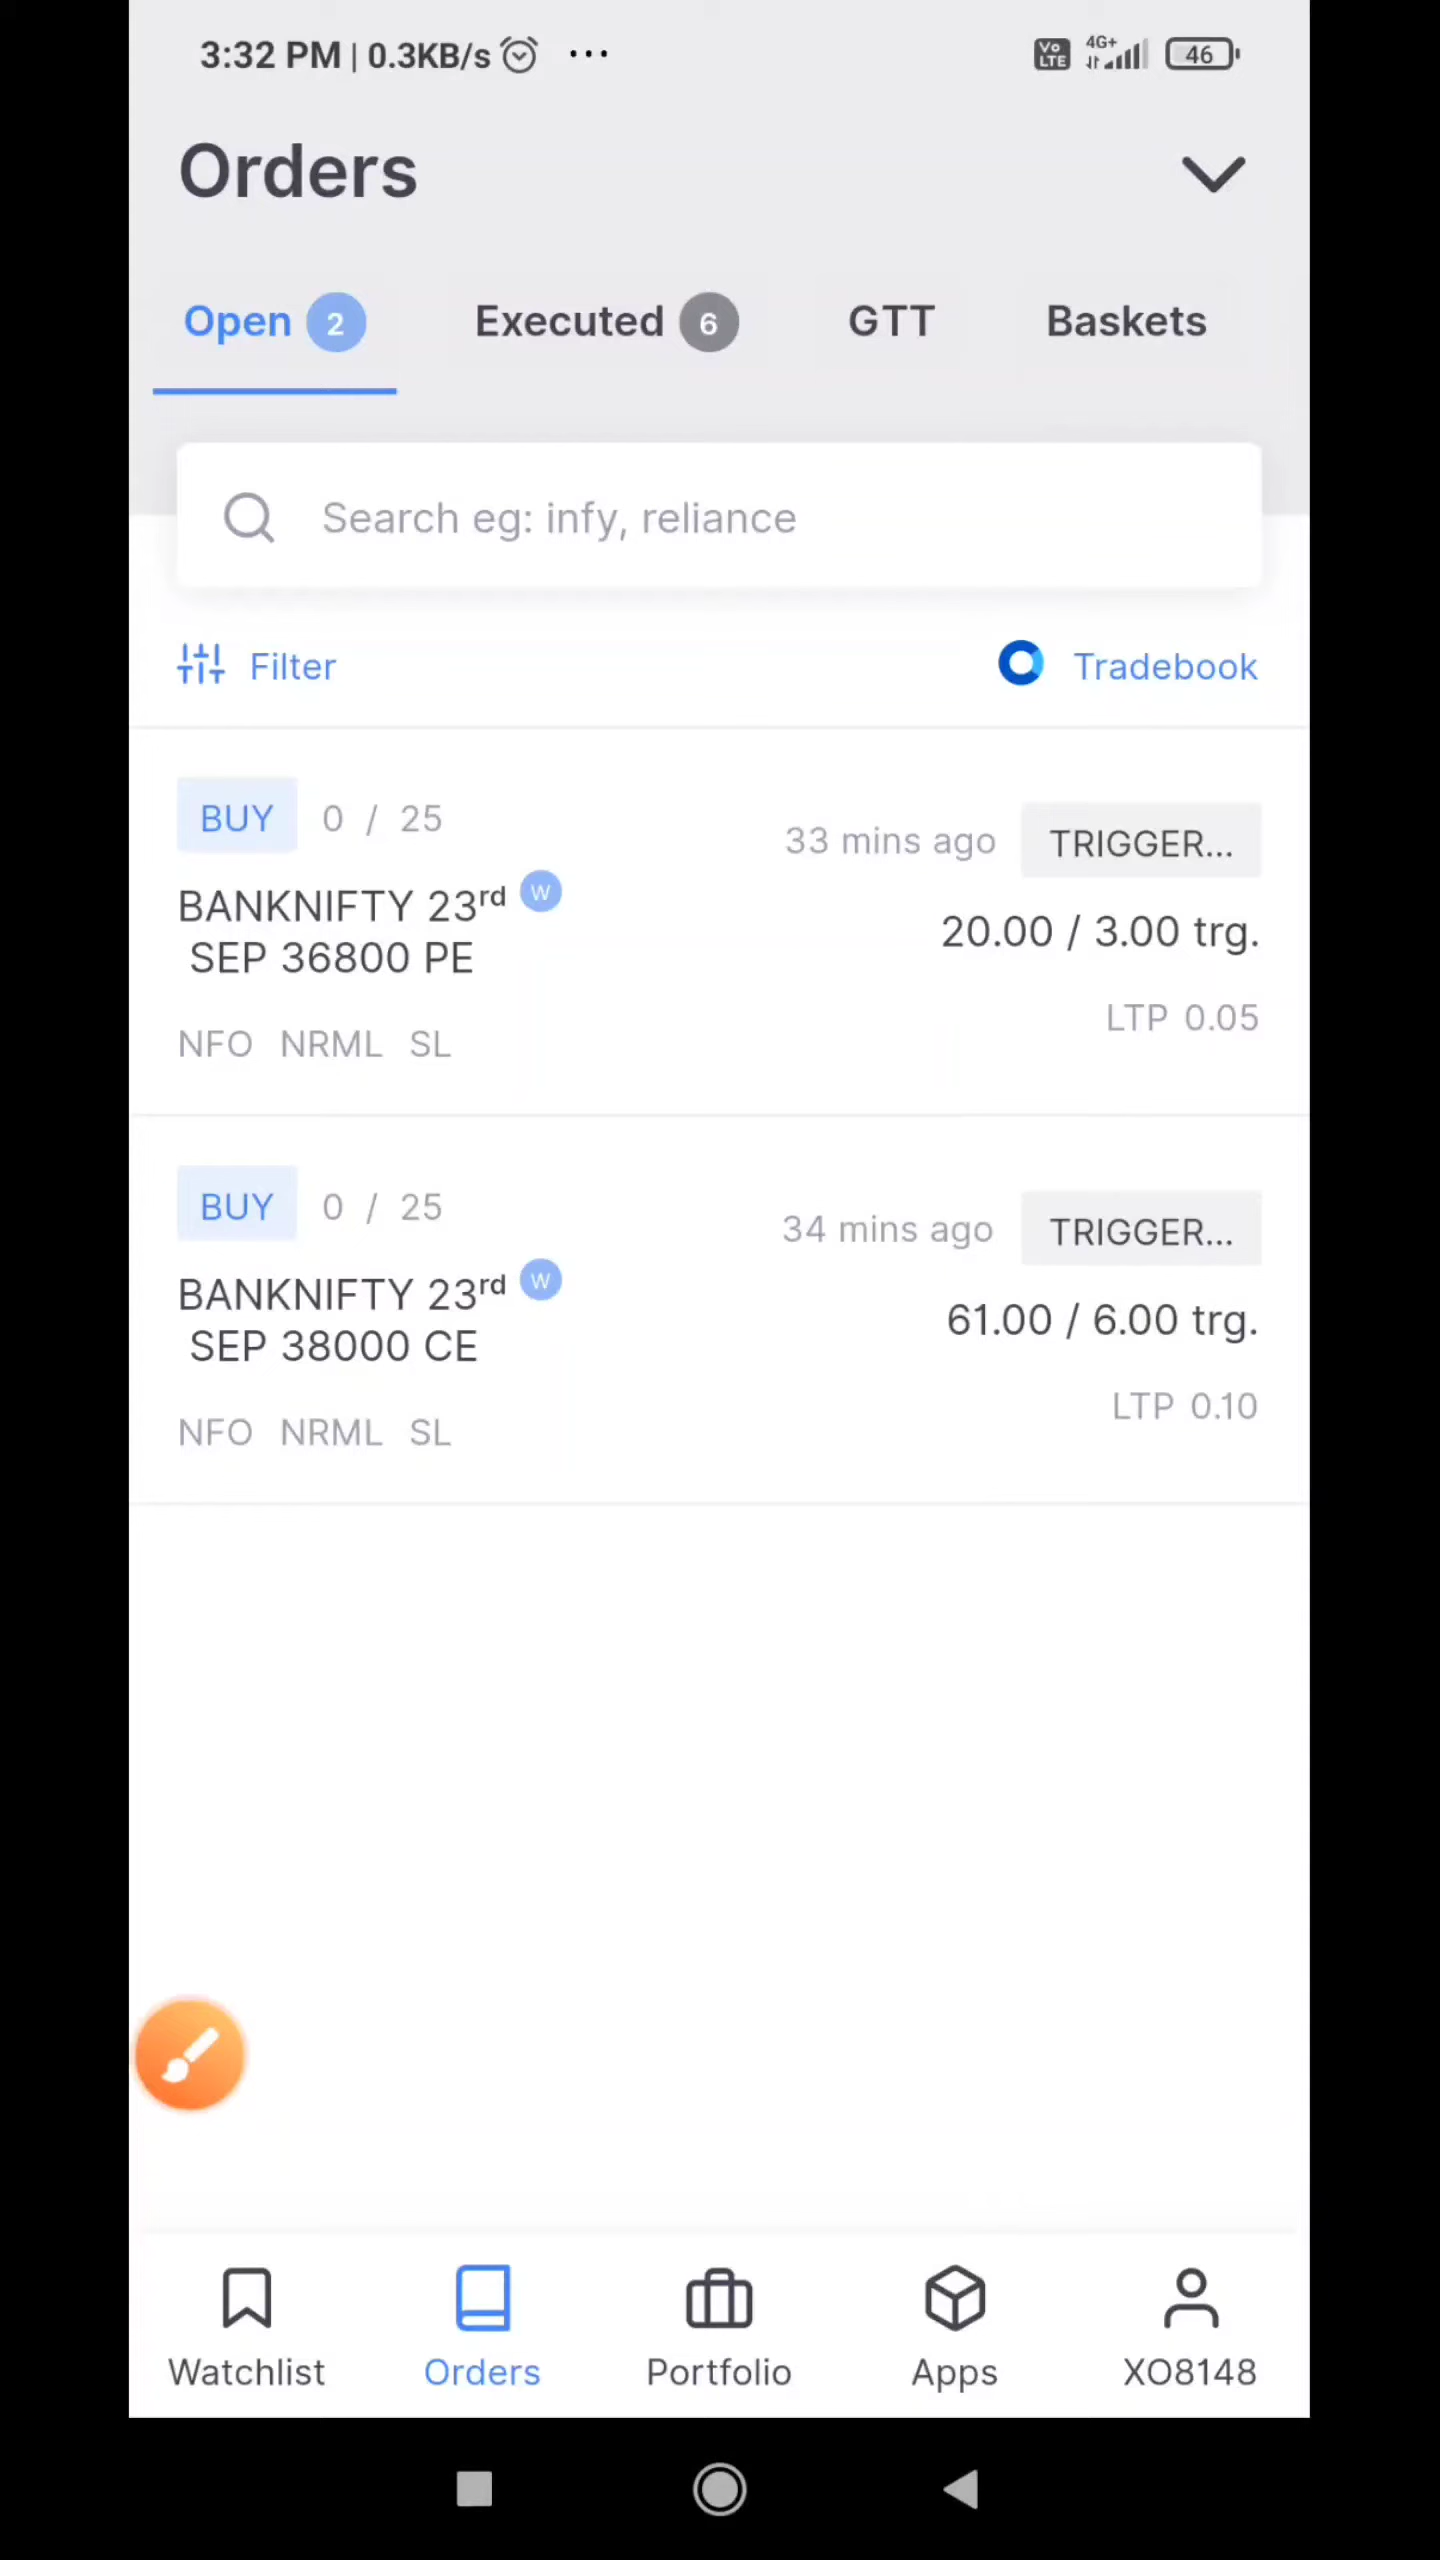 3:32 PM | 0.3KB/s ...
Vo LTE 4G+ 46
Orders
Open 2 Executed 6 GTT Baskets
Search eg: infy, reliance
Filter Tradebook
BUY 0 / 25 33 mins ago TRIGGER...
BANKNIFTY 23rd W
SEP 36800 PE
20.00 / 3.00 trg.
LTP 0.05
NFO NRML SL
BUY 0 / 25 34 mins ago TRIGGER...
BANKNIFTY 23rd W
SEP 38000 CE
61.00 / 6.00 trg.
LTP 0.10
NFO NRML SL
Watchlist Orders Portfolio Apps XO8148